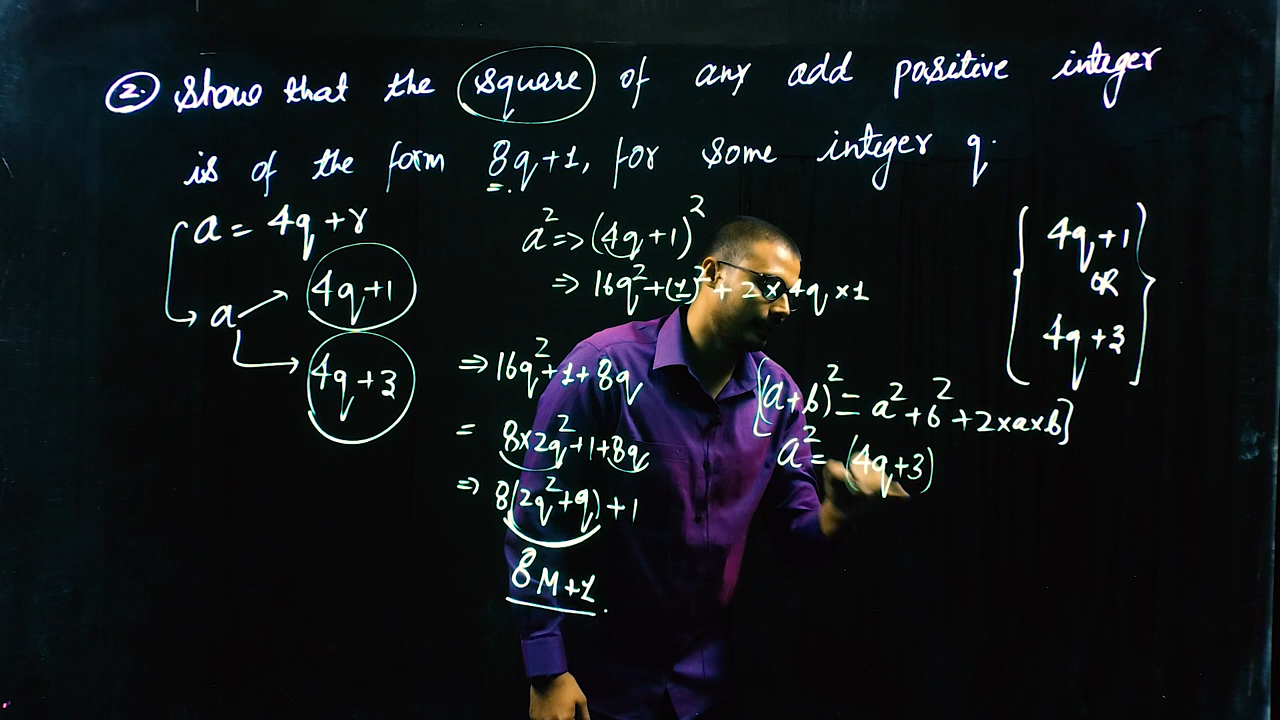 2. Show that the square of any add positive integer
is of the form 8q+1, for some integer q.
a = 4q+r
a → 4q+1
→ 4q+3
a² => (4q+1)²
=> 16q²+(1)²+2×4q×1
=> 16q²+1+8q
= 8×2q²+1+8q
=> 8(2q²+q)+1
8M+1.
[(a+b)² = a²+b²+2×a×b]
a² = (4q+3)
{ 4q+1
OR
4q+3 }